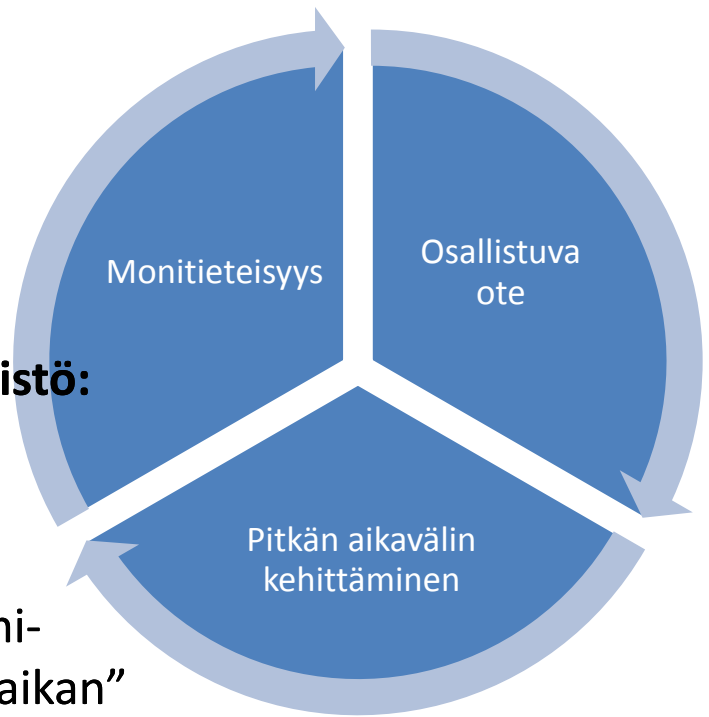 Monitieteisyys
Osallistuva
ote
istö:
Pitkän aikavälin
kehittäminen
ni-
aikan”